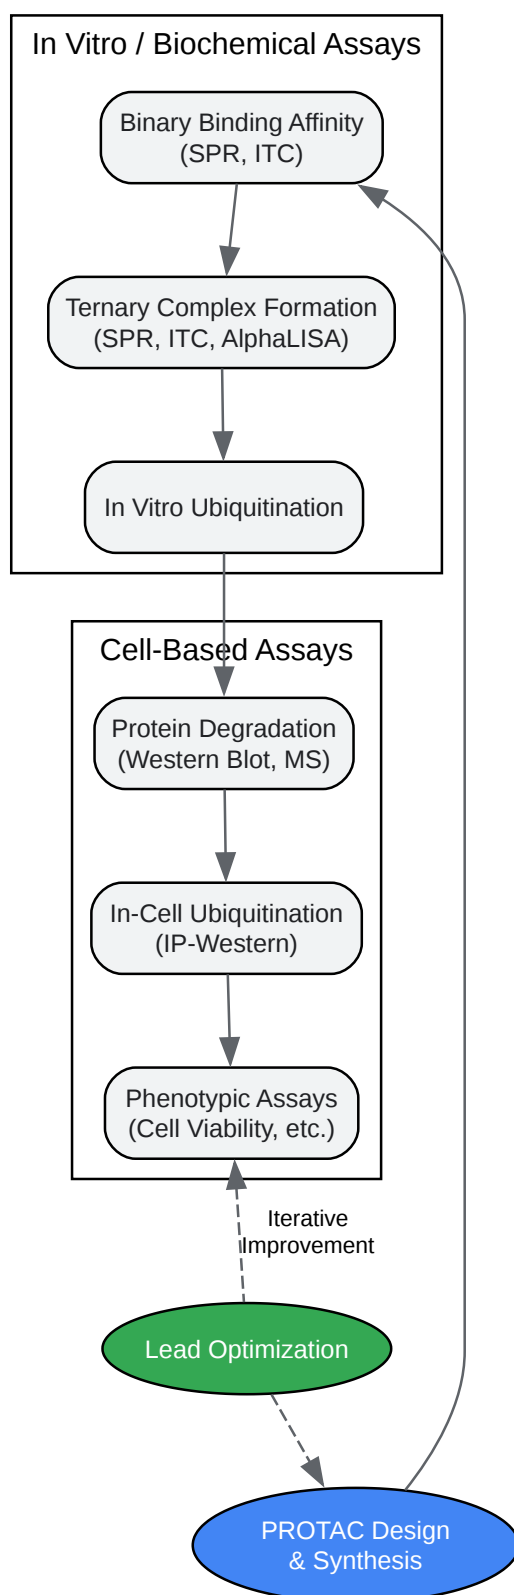 In Vitro / Biochemical Assays
Binary Binding Affinity
(SPR, ITC)
Ternary Complex Formation
(SPR, ITC, AlphaLISA)
In Vitro Ubiquitination
Cell-Based Assays
Protein Degradation
(Western Blot, MS)
In-Cell Ubiquitination
(IP-Western)
Phenotypic Assays
(Cell Viability, etc.)
Iterative
Improvement
Lead Optimization
PROTAC Design
& Synthesis